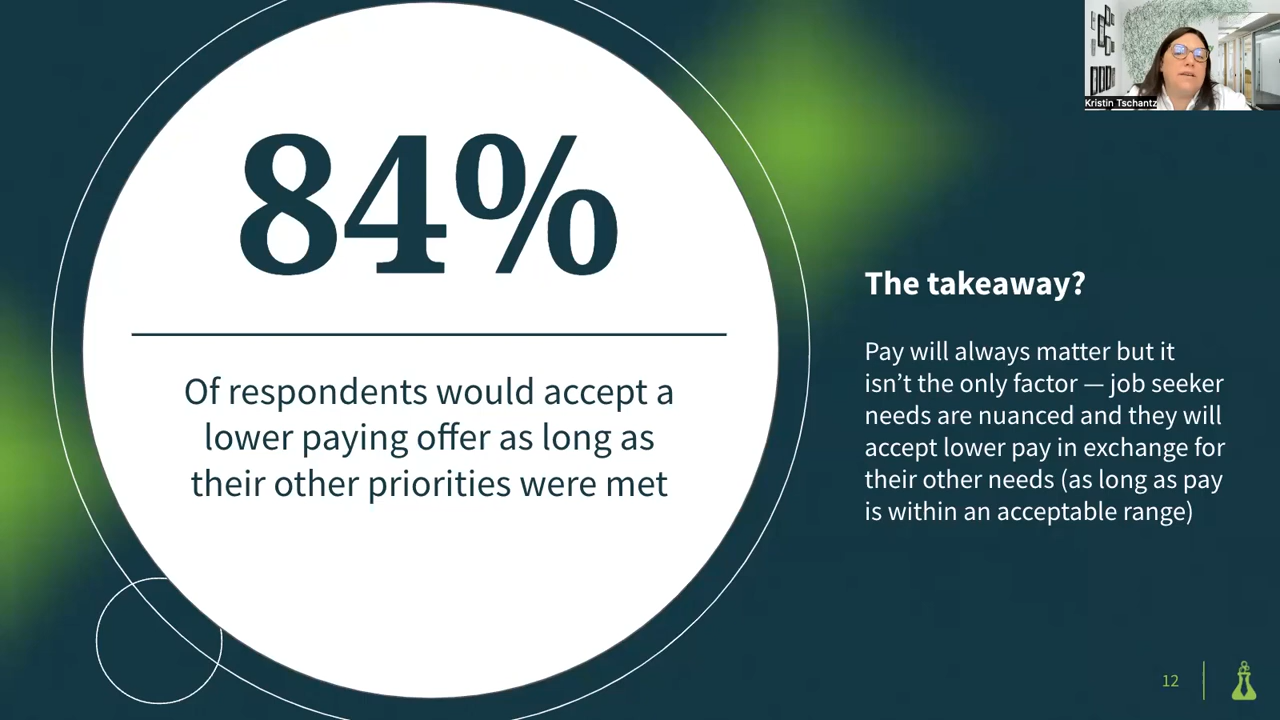 84%
Of respondents would accept a
lower paying offer as long as
their other priorities were met
The takeaway?
Pay will always matter but it
isn’t the only factor — job seeker
needs are nuanced and they will
accept lower pay in exchange for
their other needs (as long as pay
is within an acceptable range)
Kristin Tschantz
12